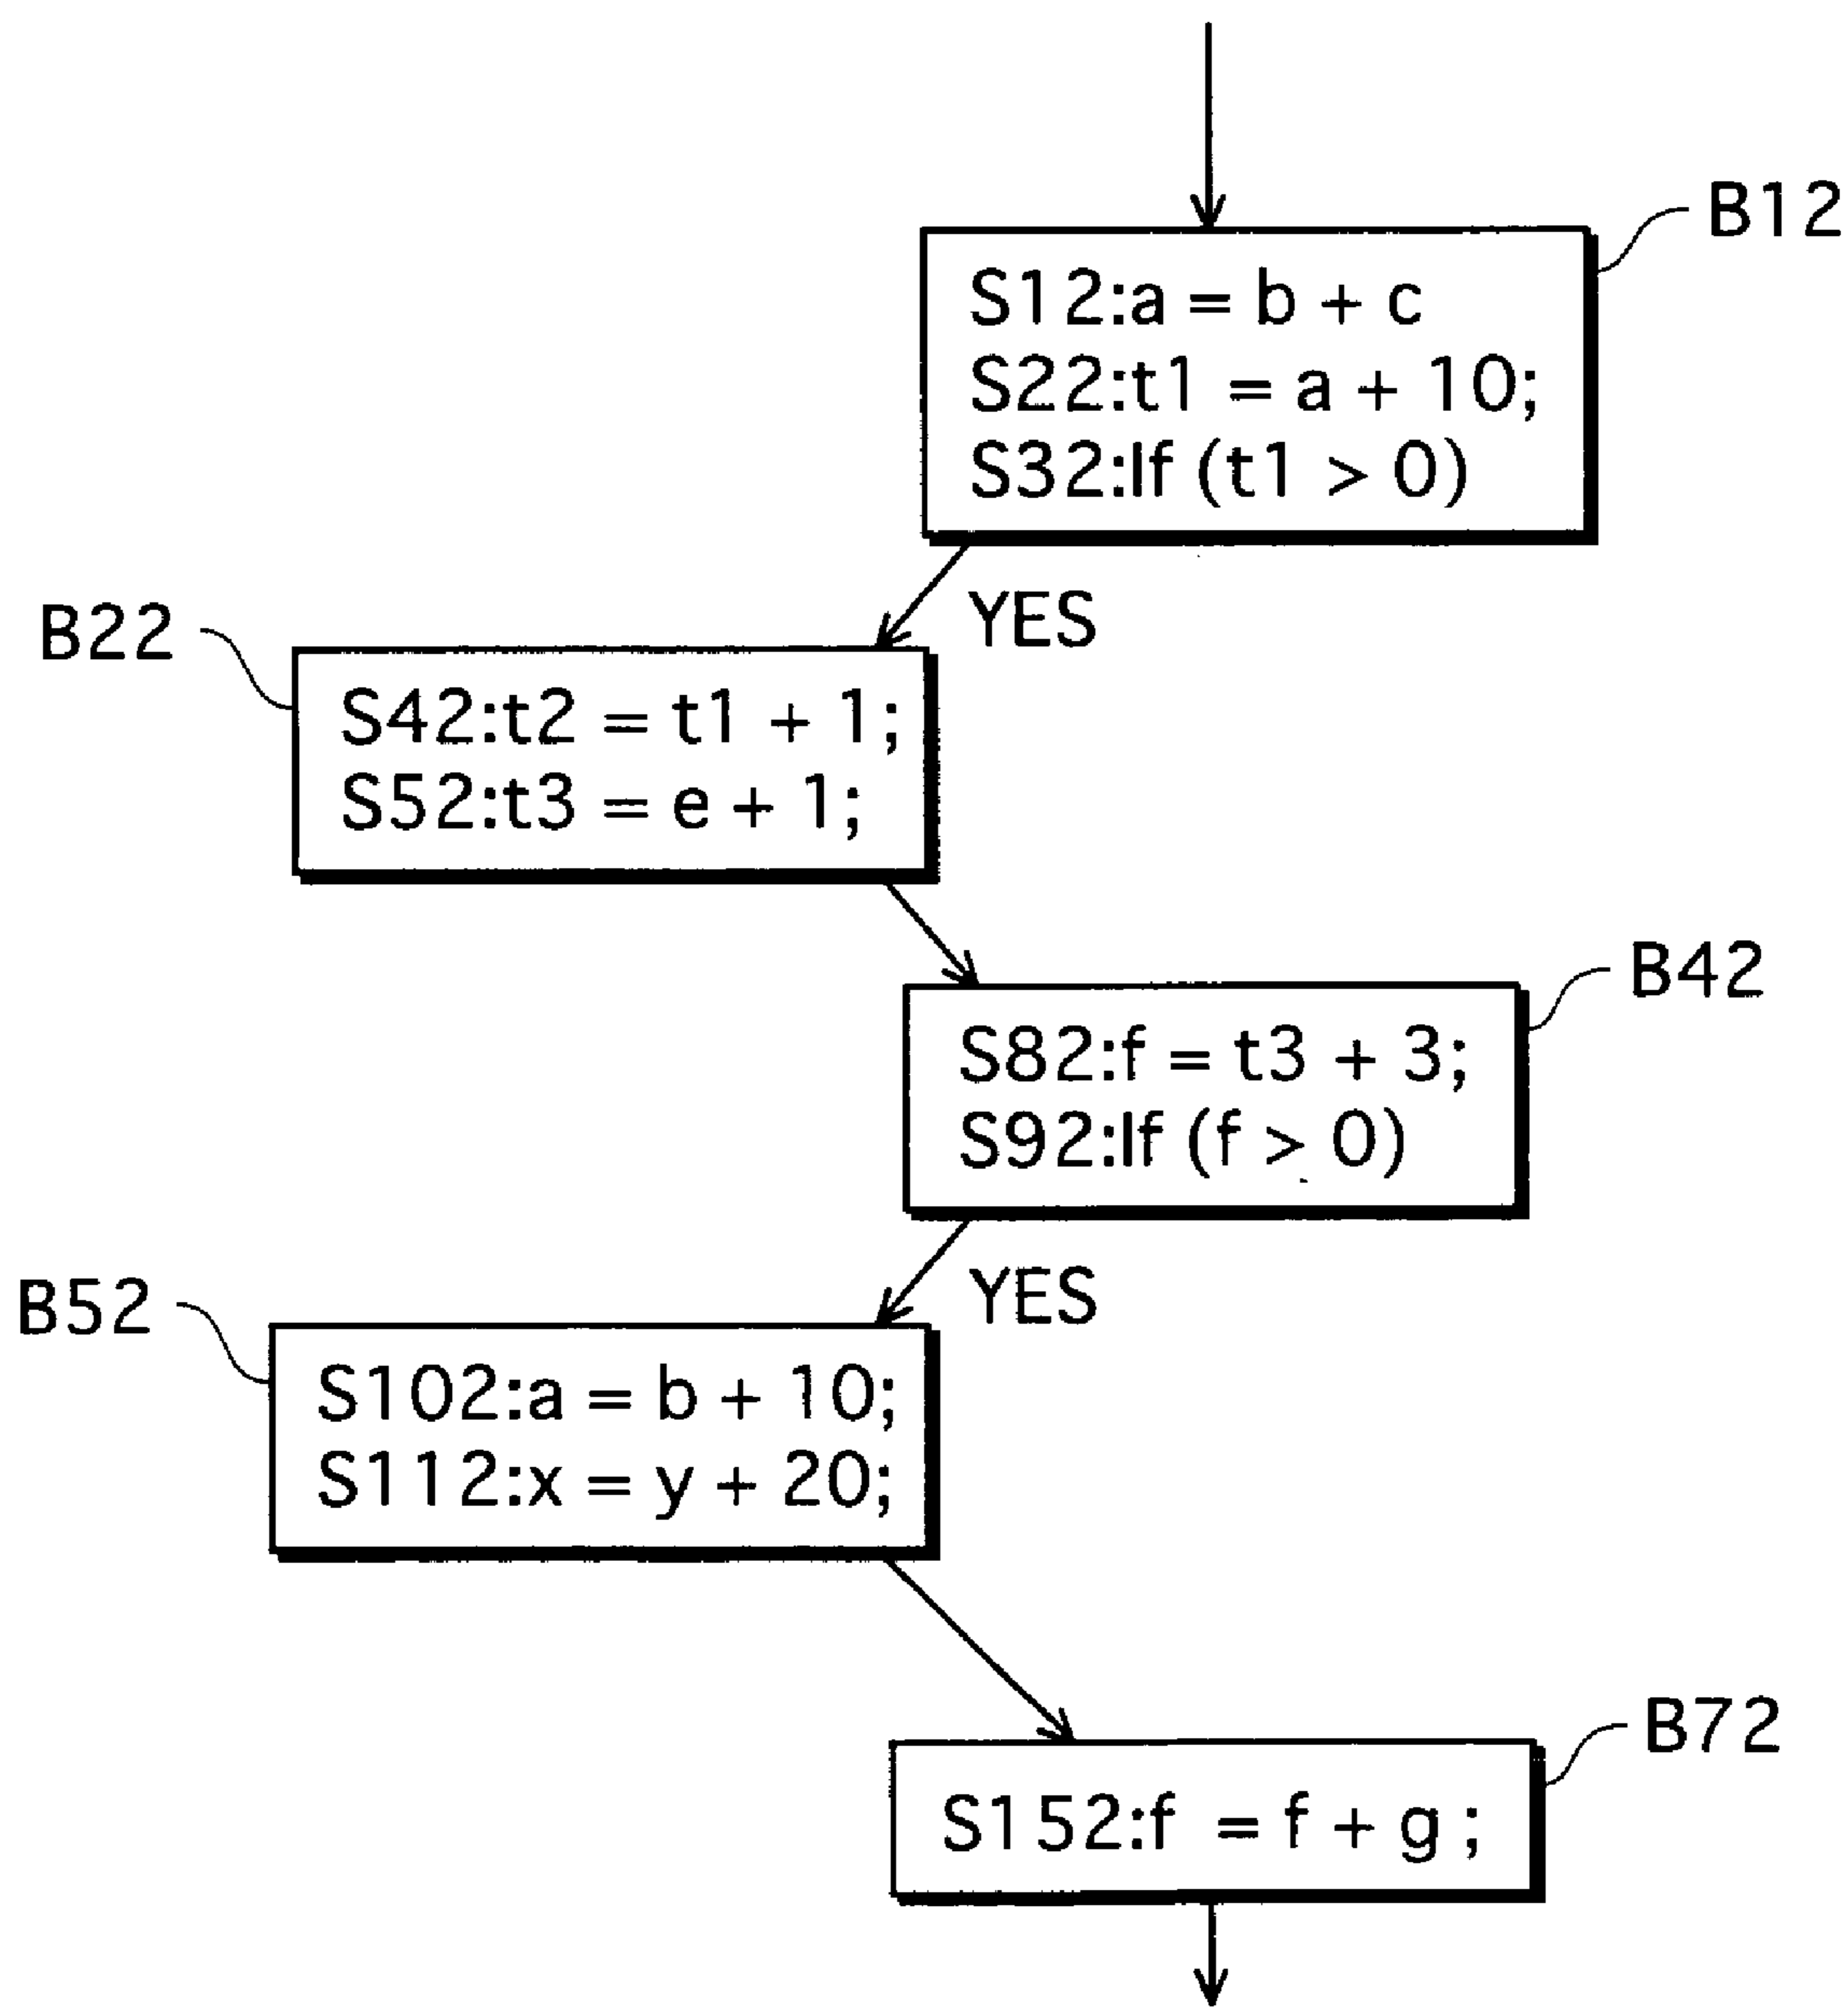 B12
S12:a = b + c
S22:t1 = a + 10;
S32:If (t1 > 0)
YES
B22
S42:t2 = t1 + 1;
S52:t3 = e + 1;
B42
S82:f = t3 + 3;
S92:If (f > 0)
YES
B52
S102:a = b + 10;
S112:x = y + 20;
B72
S152:f = f + g ;